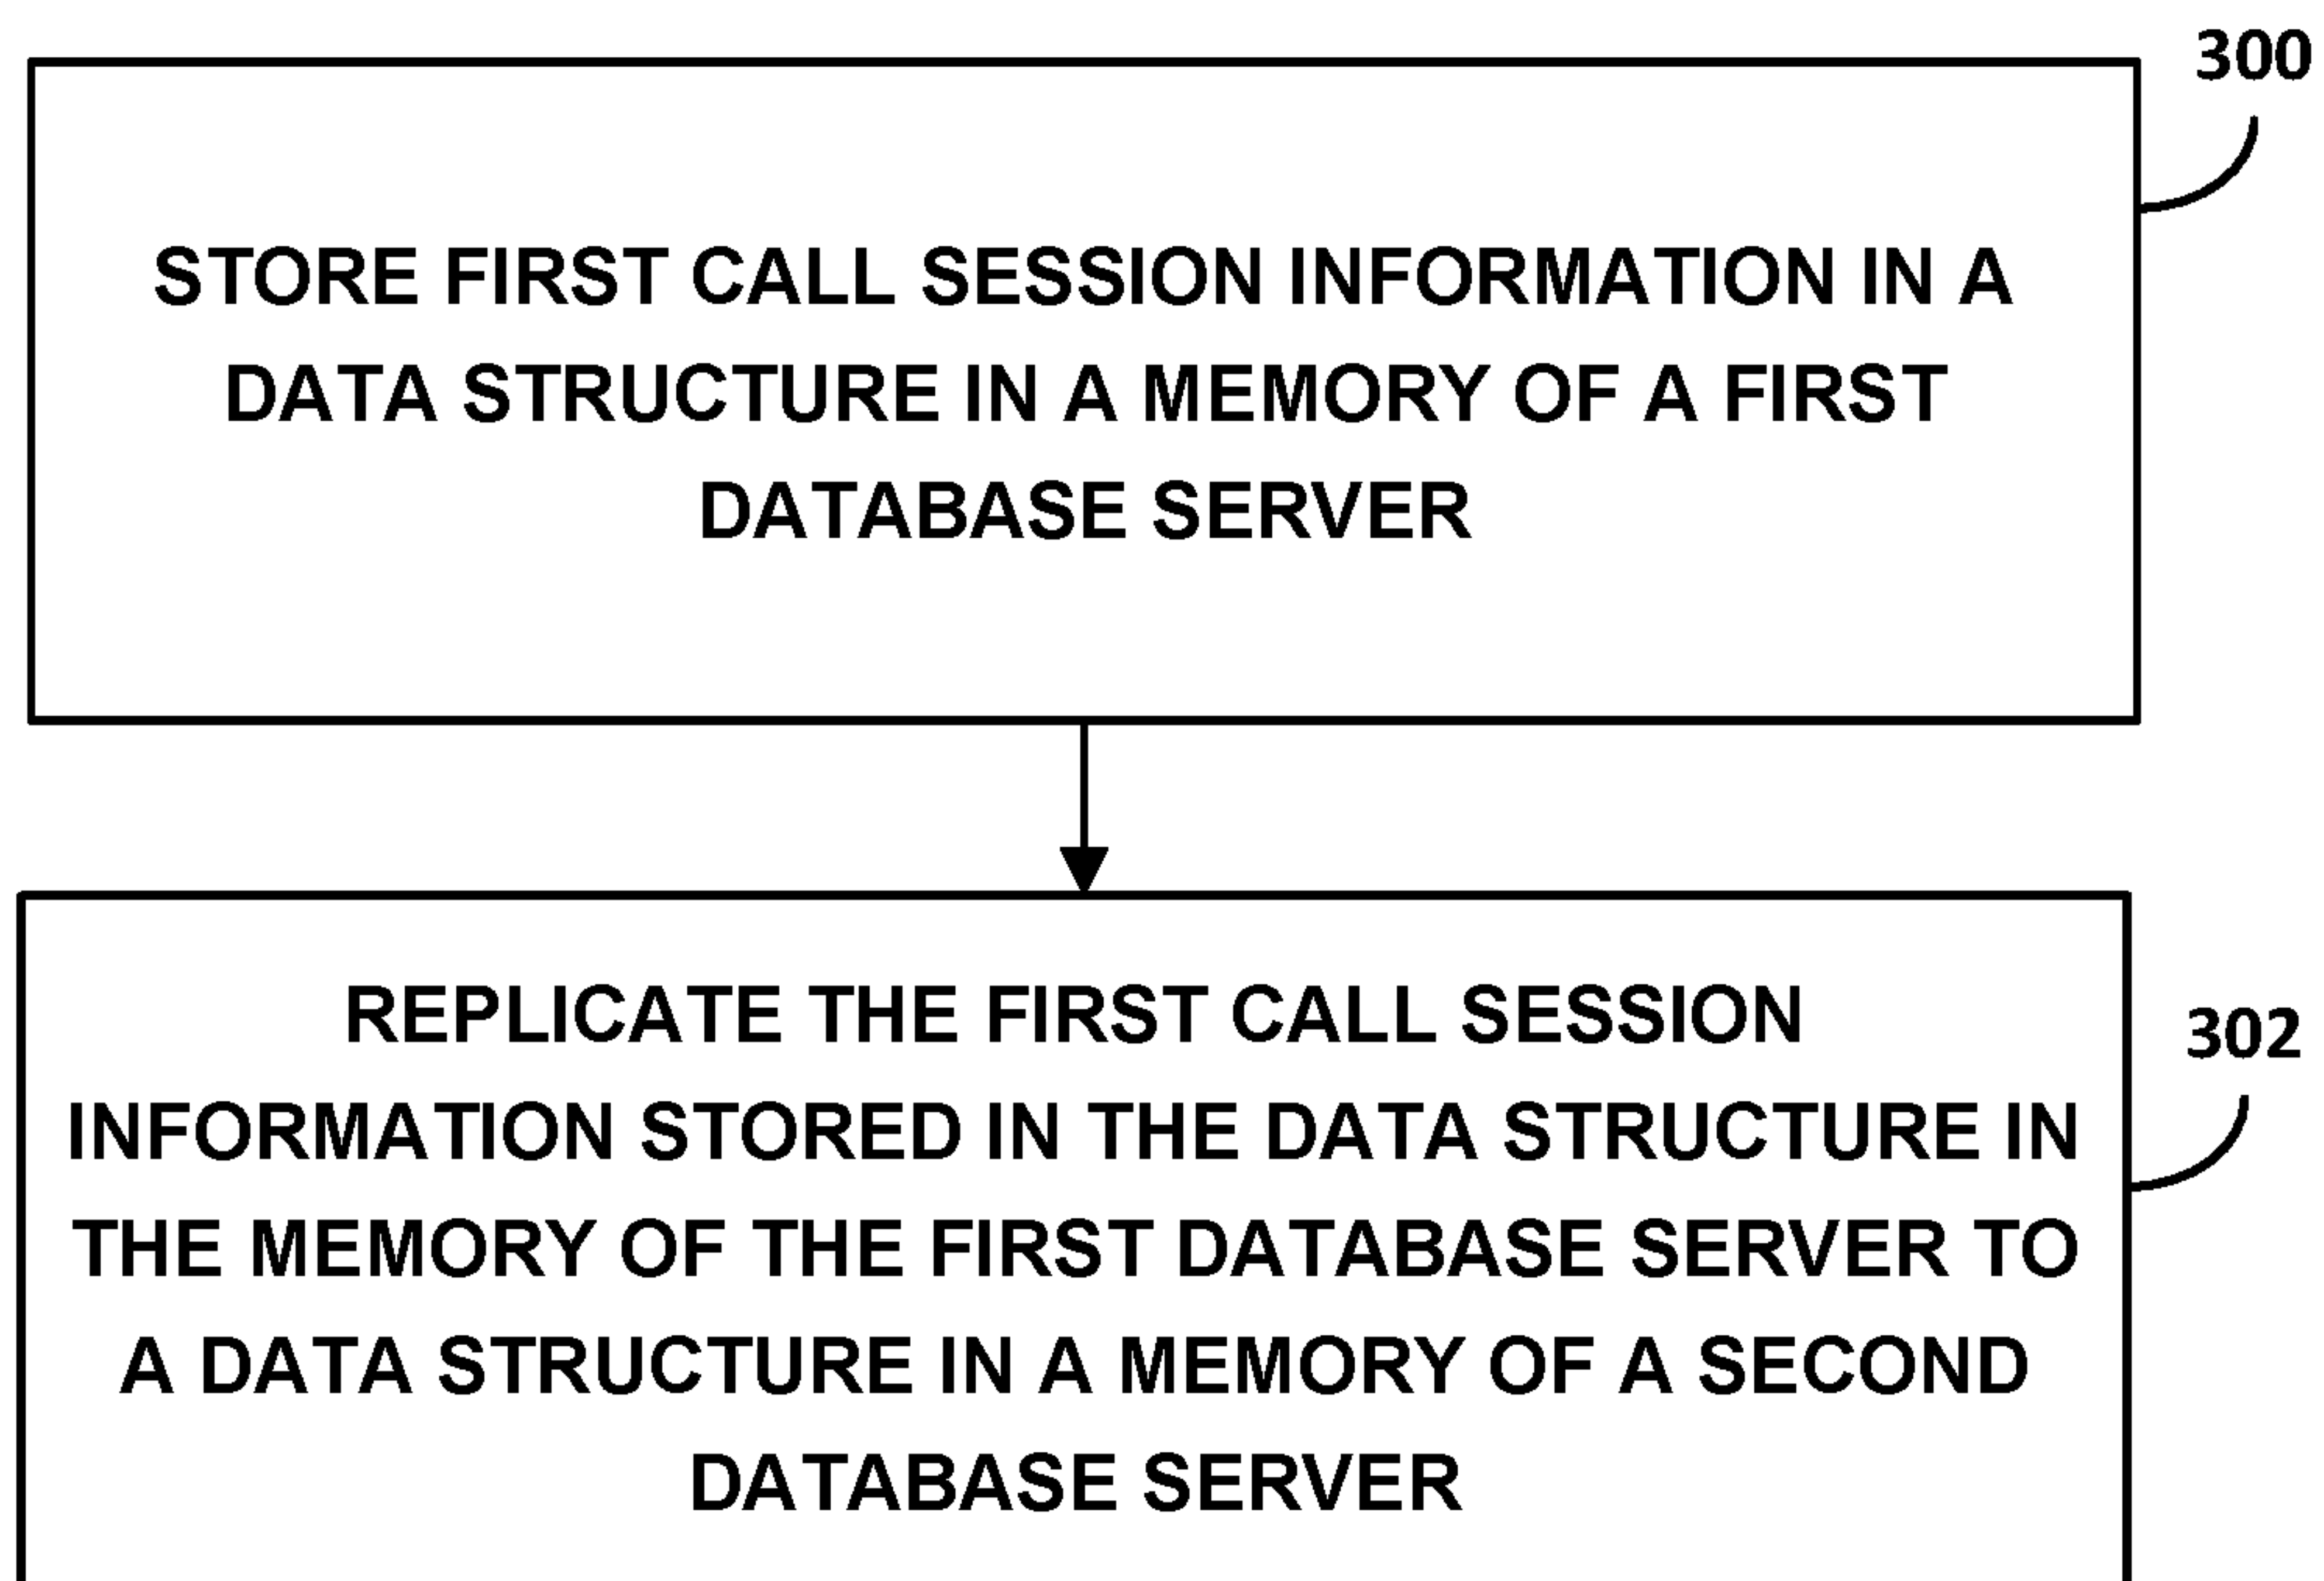 300
STORE FIRST CALL SESSION INFORMATION IN A
DATA STRUCTURE IN A MEMORY OF A FIRST
DATABASE SERVER
REPLICATE THE FIRST CALL SESSION
302
INFORMATION STORED IN THE DATA STRUCTURE IN
THE MEMORY OF THE FIRST DATABASE SERVER TO
A DATA STRUCTURE IN A MEMORY OF A SECOND
DATABASE SERVER